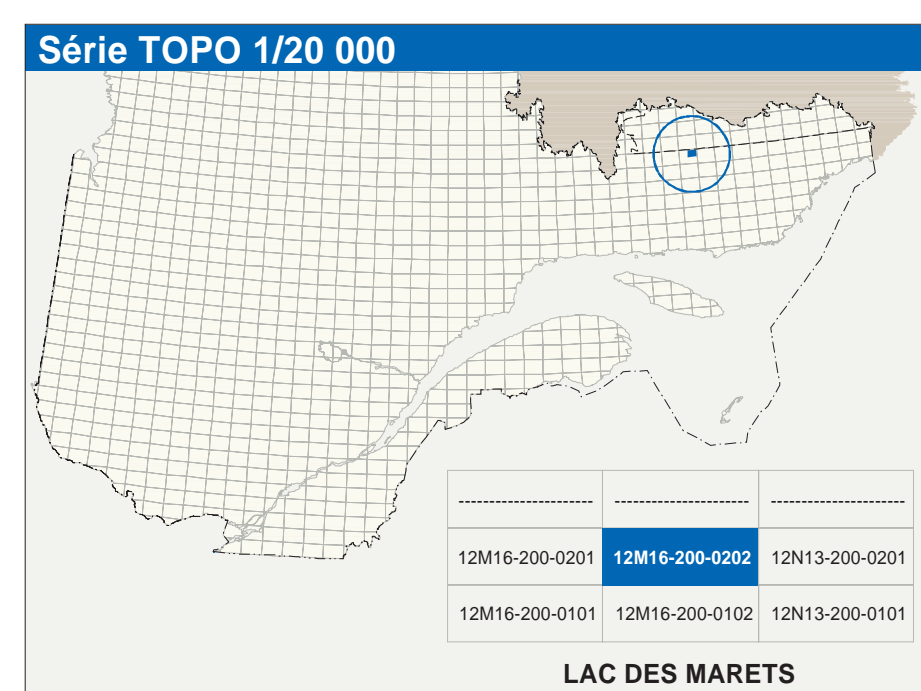 Série TOPO 1/20 000
---------------------- ---------------------- ----------------------
12M16-200-0201 12M16-200-0202 12N13-200-0201
12M16-200-0101 12M16-200-0102 12N13-200-0101
LAC DES MARETS